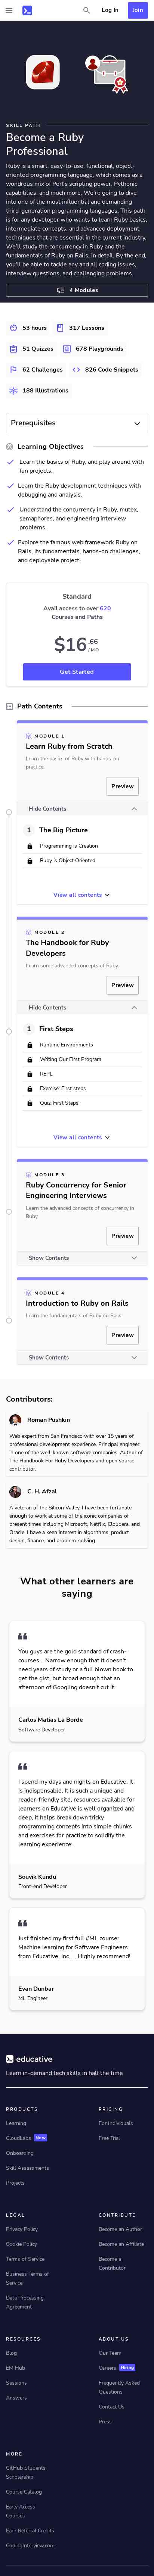 Log In
Join
SKILL PATH
Become a Ruby
Professional
Ruby is a smart, easy-to-use, functional, object-
oriented programming language, which comes as a
wondrous mix of Perl's scripting power, Pythonic
capabilities, and so much more. We're going to dive
into one of the most influential and admired
third-generation programming languages. This path
is for any developer who wants to learn Ruby basics,
intermediate concepts, and advanced development
techniques that are essential in the current industry.
We'll study the use cases of why Ruby and the
fundamentals of Ruby on Rails, in detail. By the end,
you'll be able to tackle any and all coding issues,
interview questions, and challenging problems.
4 Modules
53 hours
317 Lessons
51 Quizzes
678 Playgrounds
62 Challenges
826 Code Snippets
188 Illustrations
Prerequisites
Learning Objectives
Learn the basics of Ruby, and play around with
fun projects.
Learn the Ruby development techniques with
debugging and analysis.
Understand the concurrency in Ruby, mutex,
semaphores, and engineering interview
problems.
Explore the famous web framework Ruby on
Rails, its fundamentals, hands-on challenges,
and deployable project.
Standard
Avail access to over 620
Courses and Paths
$16 .66
/ MO
Get Started
Path Contents
MODULE 1
Learn Ruby from Scratch
Learn the basics of Ruby with hands-on
practice.
Preview
Hide Contents
1 The Big Picture
Programming is Creation
Ruby is Object Oriented
View all contents
MODULE 2
The Handbook for Ruby
Developers
Learn some advanced concepts of Ruby.
Preview
Hide Contents
1 First Steps
Runtime Environments
Writing Our First Program
REPL
Exercise: First steps
Quiz: First Steps
View all contents
MODULE 3
Ruby Concurrency for Senior
Engineering Interviews
Learn the advanced concepts of concurrency in
Ruby.
Preview
Show Contents
MODULE 4
Introduction to Ruby on Rails
Learn the fundamentals of Ruby on Rails.
Preview
Show Contents
Contributors:
Roman Pushkin
Web expert from San Francisco with over 15 years of
professional development experience. Principal engineer
in one of the well-known software companies. Author of
The Handbook For Ruby Developers and open source
contributor.
C. H. Afzal
A veteran of the Silicon Valley, I have been fortunate
enough to work at some of the iconic companies of
present times including Microsoft, Netflix, Cloudera, and
Oracle. I have a keen interest in algorithms, product
design, finance, and problem-solving.
What other learners are
saying
You guys are the gold standard of crash-
courses... Narrow enough that it doesn't
need years of study or a full blown book to
get the gist, but broad enough that an
afternoon of Googling doesn't cut it.
Carlos Matias La Borde
Software Developer
I spend my days and nights on Educative. It
is indispensable. It is such a unique and
reader-friendly site, resources available for
learners on Educative is well organized and
deep, it helps break down tricky
programming concepts into simple chunks
and exercises for practice to solidify the
learning experience.
Souvik Kundu
Front-end Developer
Just finished my first full #ML course:
Machine learning for Software Engineers
from Educative, Inc. ... Highly recommend!
Evan Dunbar
ML Engineer
educative
Learn in-demand tech skills in half the time
PRODUCTS
Learning
CloudLabs New
Onboarding
Skill Assessments
Projects
PRICING
For Individuals
Free Trial
LEGAL
Privacy Policy
Cookie Policy
Terms of Service
Business Terms of
Service
Data Processing
Agreement
CONTRIBUTE
Become an Author
Become an Affiliate
Become a
Contributor
RESOURCES
Blog
EM Hub
Sessions
Answers
ABOUT US
Our Team
Careers Hiring
Frequently Asked
Questions
Contact Us
Press
MORE
GitHub Students
Scholarship
Course Catalog
Early Access
Courses
Earn Referral Credits
CodingInterview.com